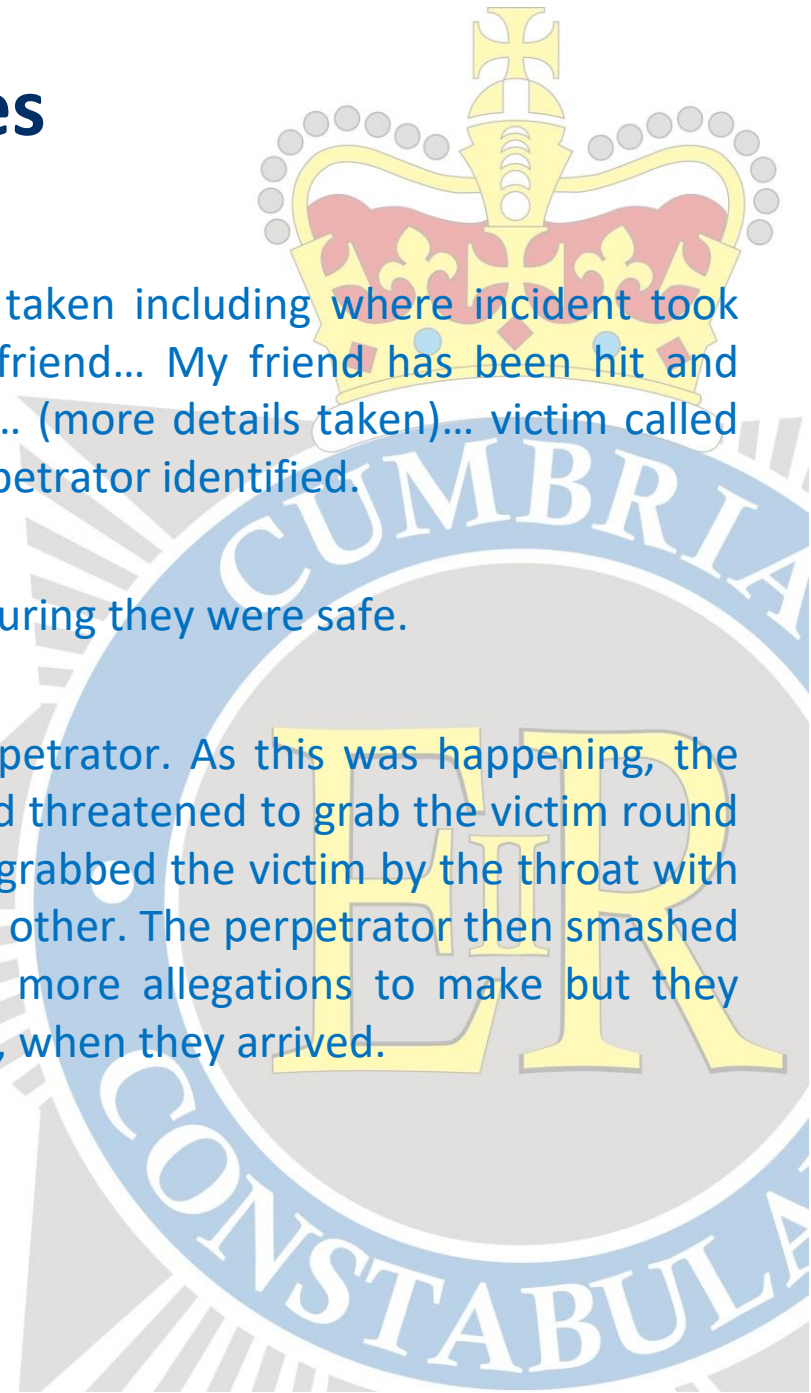 es
taken including where incident took
friend… My friend has been hit and
… (more details taken)… victim called
petrator identified.
uring they were safe.
petrator. As this was happening, the
d threatened to grab the victim round
grabbed the victim by the throat with
other. The perpetrator then smashed
more allegations to make but they
, when they arrived.
CUMBRIA
EIIR
CONSTABULA